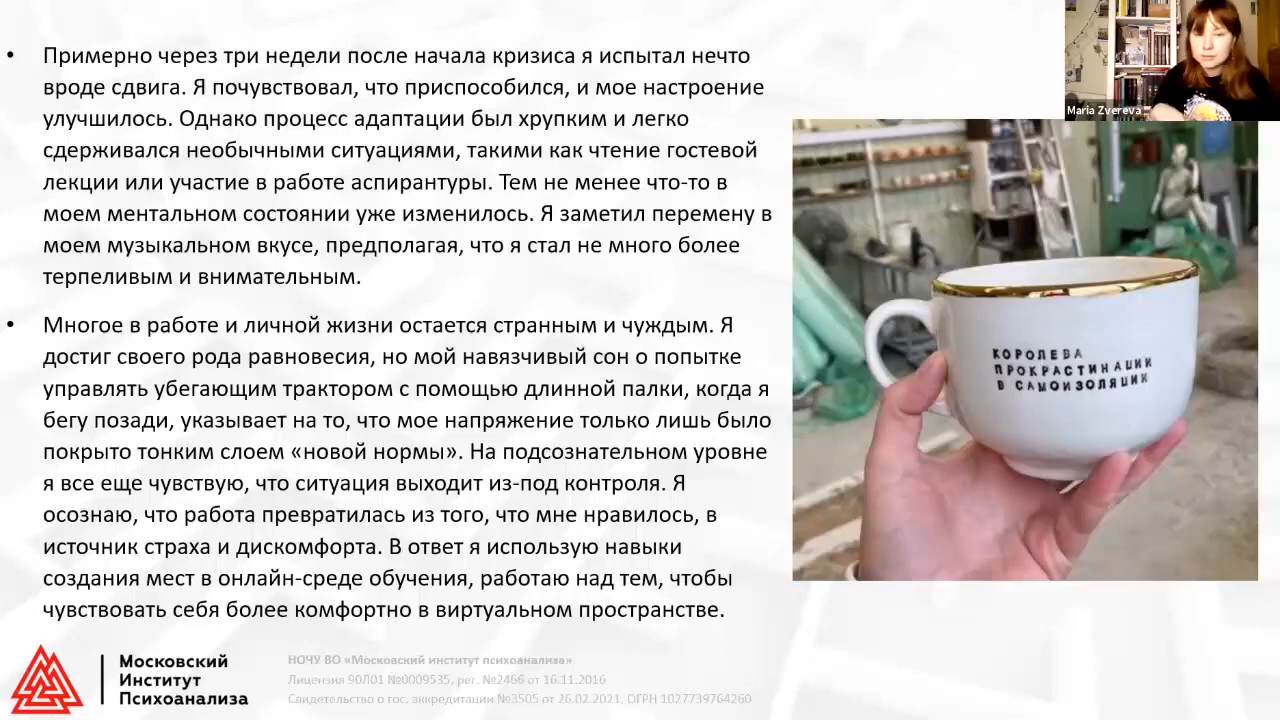 • Примерно через три недели после начала кризиса я испытал нечто
вроде сдвига. Я почувствовал, что приспособился, и мое настроение
улучшилось. Однако процесс адаптации был хрупким и легко
сдерживался необычными ситуациями, такими как чтение гостевой
лекции или участие в работе аспирантуры. Тем не менее что-то в
моем ментальном состоянии уже изменилось. Я заметил перемену в
моем музыкальном вкусе, предполагая, что я стал не много более
терпеливым и внимательным.
• Многое в работе и личной жизни остается странным и чуждым. Я
достиг своего рода равновесия, но мой навязчивый сон о попытке
управлять убегающим трактором с помощью длинной палки, когда я
бегу позади, указывает на то, что мое напряжение только лишь было
покрыто тонким слоем «новой нормы». На подсознательном уровне
я все еще чувствую, что ситуация выходит из-под контроля. Я
осознаю, что работа превратилась из того, что мне нравилось, в
источник страха и дискомфорта. В ответ я использую навыки
создания мест в онлайн-среде обучения, работаю над тем, чтобы
чувствовать себя более комфортно в виртуальном пространстве.
Maria Zvereva
КОРОЛЕВА
ПРОКРАСТИНАЦИИ
В САМОИЗОЛЯЦИИ
Московский
Институт
Психоанализа
НОЧУ ВО «Московский институт психоанализа»
Лицензия 90Л01 №0009535, рег. №2466 от 16.11.2016
Свидетельство о гос. аккредитации №3505 от 26.02.2021, ОГРН 1027739764260